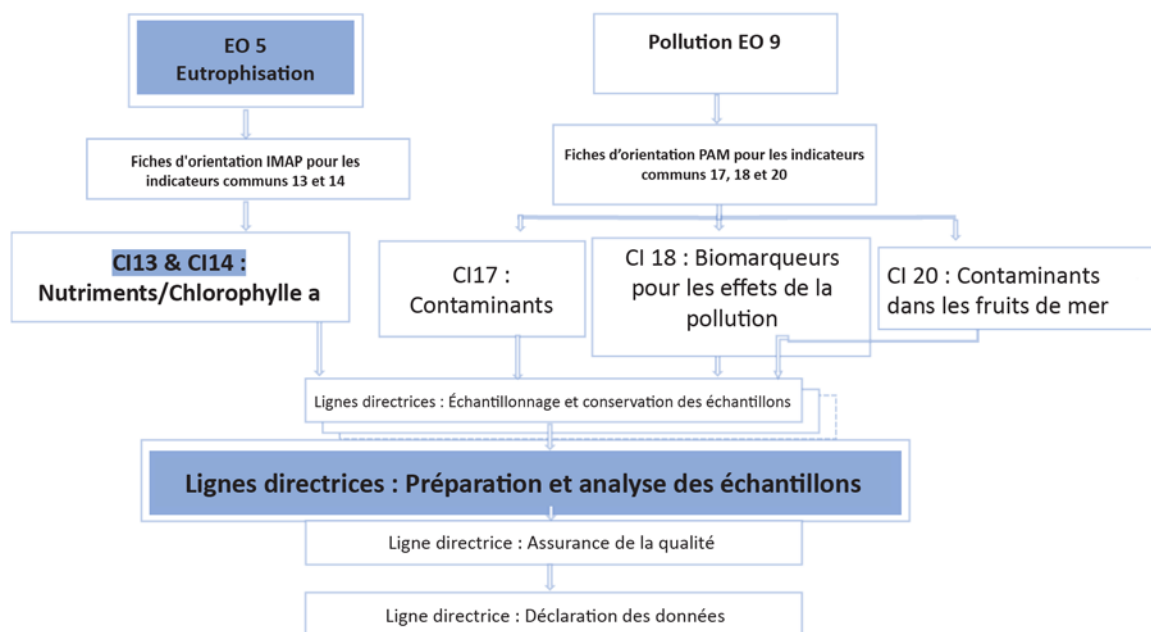 EO 5
Eutrophisation
Pollution EO 9
Fiches d'orientation IMAP pour les
indicateurs communs 13 et 14
Fiches d’orientation PAM pour les indicateurs
communs 17, 18 et 20
CI13 & CI14 :
Nutriments/Chlorophylle a
CI17 :
Contaminants
CI 18 : Biomarqueurs
pour les effets de la
pollution
CI 20 : Contaminants
dans les fruits de mer
Lignes directrices : Échantillonnage et conservation des échantillons
Lignes directrices : Préparation et analyse des échantillons
Ligne directrice : Assurance de la qualité
Ligne directrice : Déclaration des données